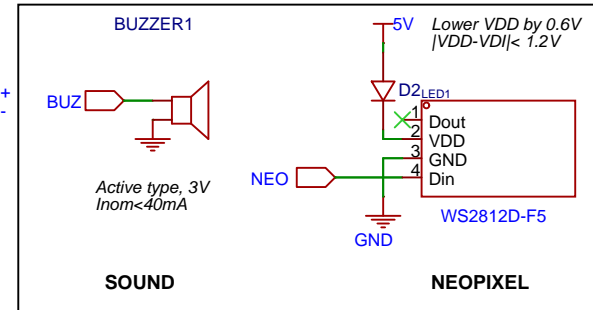 BUZZER1
+
-
BUZ
Active type, 3V
Inom<40mA
SOUND
5V
Lower VDD by 0.6V
|VDD-VDI|< 1.2V
D2
LED1
1 Dout
2 VDD
3 GND
4 Din
NEO
WS2812D-F5
GND
NEOPIXEL